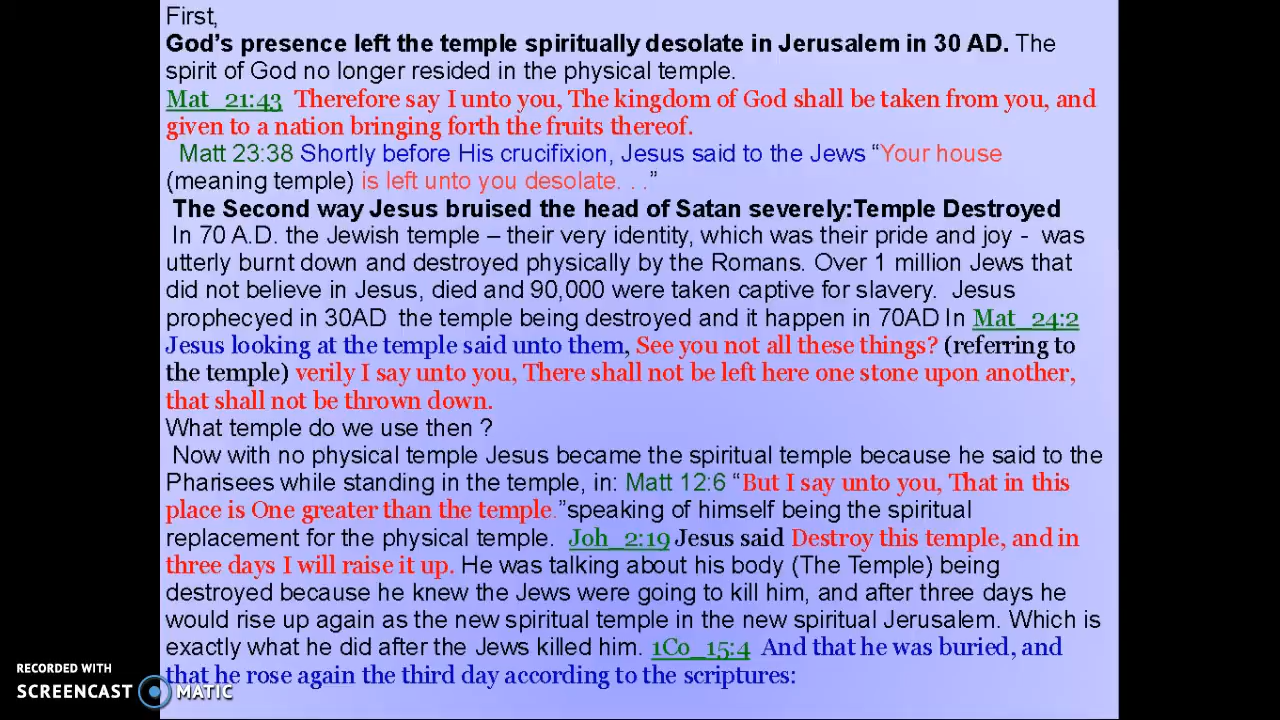 First,
God's presence left the temple spiritually desolate in Jerusalem in 30 AD. The
spirit of God no longer resided in the physical temple.
Mat_21:43 Therefore say I unto you, The kingdom of God shall be taken from you, and
given to a nation bringing forth the fruits thereof.
Matt 23:38 Shortly before His crucifixion, Jesus said to the Jews “Your house
(meaning temple) is left unto you desolate. . .”
The Second way Jesus bruised the head of Satan severely:Temple Destroyed
In 70 A.D. the Jewish temple – their very identity, which was their pride and joy - was
utterly burnt down and destroyed physically by the Romans. Over 1 million Jews that
did not believe in Jesus, died and 90,000 were taken captive for slavery. Jesus
prophecyed in 30AD the temple being destroyed and it happen in 70AD In Mat_24:2
Jesus looking at the temple said unto them, See you not all these things? (referring to
the temple) verily I say unto you, There shall not be left here one stone upon another,
that shall not be thrown down.
What temple do we use then ?
Now with no physical temple Jesus became the spiritual temple because he said to the
Pharisees while standing in the temple, in: Matt 12:6 “But I say unto you, That in this
place is One greater than the temple.”speaking of himself being the spiritual
replacement for the physical temple. Joh_2:19 Jesus said Destroy this temple, and in
three days I will raise it up. He was talking about his body (The Temple) being
destroyed because he knew the Jews were going to kill him, and after three days he
would rise up again as the new spiritual temple in the new spiritual Jerusalem. Which is
exactly what he did after the Jews killed him. 1Co_15:4 And that he was buried, and
that he rose again the third day according to the scriptures:
RECORDED WITH
SCREENCAST MATIC